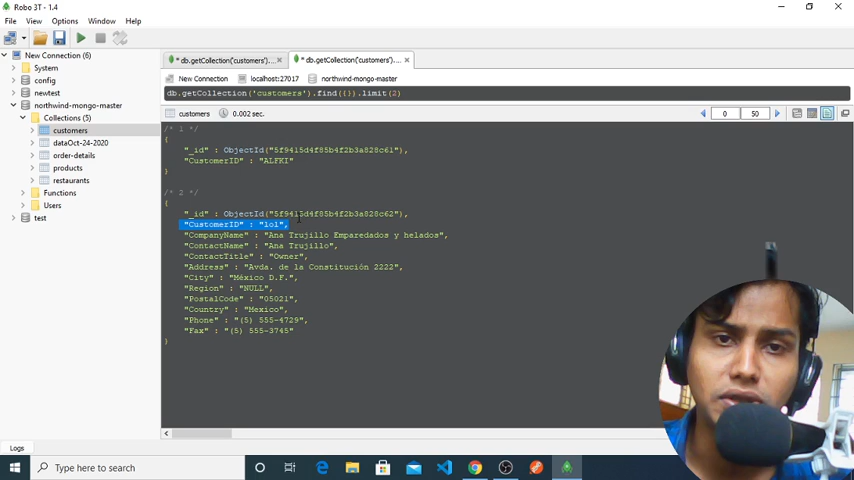 Robo 3T - 1.4
File View Options Window Help
New Connection (6)
System
config
newtest
northwind-mongo-master
Collections (5)
customers
dataOct-24-2020
order-details
products
restaurants
Functions
Users
test
* db.getCollection('customers')....
* db.getCollection('customers')....
New Connection localhost:27017 northwind-mongo-master
db.getCollection('customers').find({}).limit(2)
customers 0.002 sec. 0 50
/* 1 */
{
"_id" : ObjectId("5f9415d4f85b4f2b3a828c61"),
"CustomerID" : "ALFKI"
}
/* 2 */
{
"_id" : ObjectId("5f9415d4f85b4f2b3a828c62"),
"CustomerID" : "lol",
"CompanyName" : "Ana Trujillo Emparedados y helados",
"ContactName" : "Ana Trujillo",
"ContactTitle" : "Owner",
"Address" : "Avda. de la Constitución 2222",
"City" : "México D.F.",
"Region" : "NULL",
"PostalCode" : "05021",
"Country" : "Mexico",
"Phone" : "(5) 555-4729",
"Fax" : "(5) 555-3745"
}
Logs
Type here to search